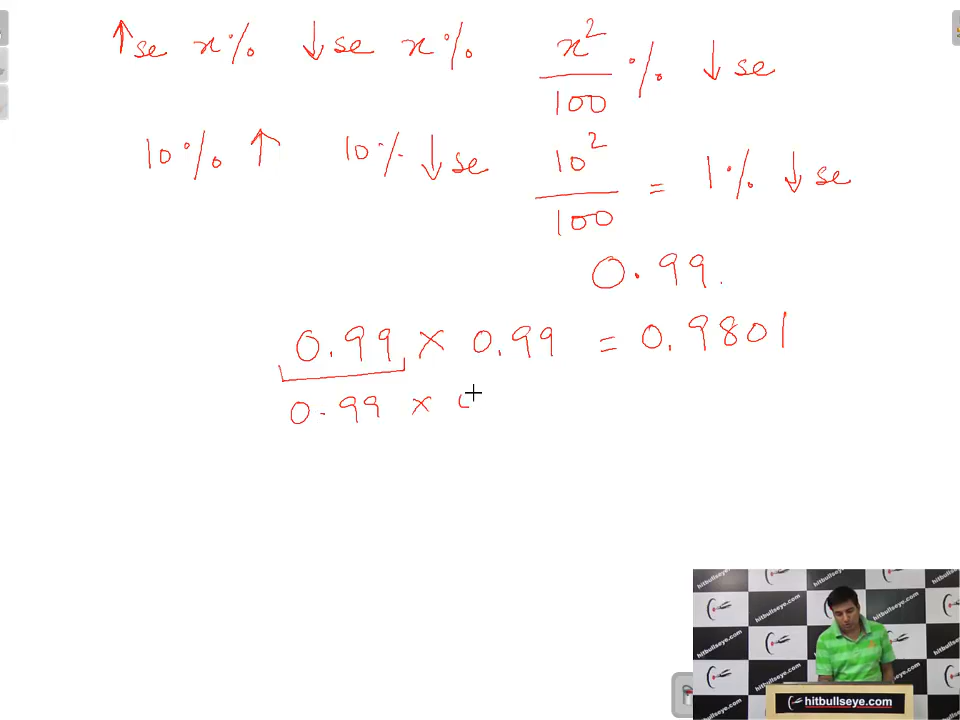 ↑se x% ↓se x% x²/100 % ↓se
10% ↑ 10% ↓se 10²/100 = 1% ↓se
0.99.
0.99 × 0.99 = 0.9801
0.99 ×
hitbullseye.com